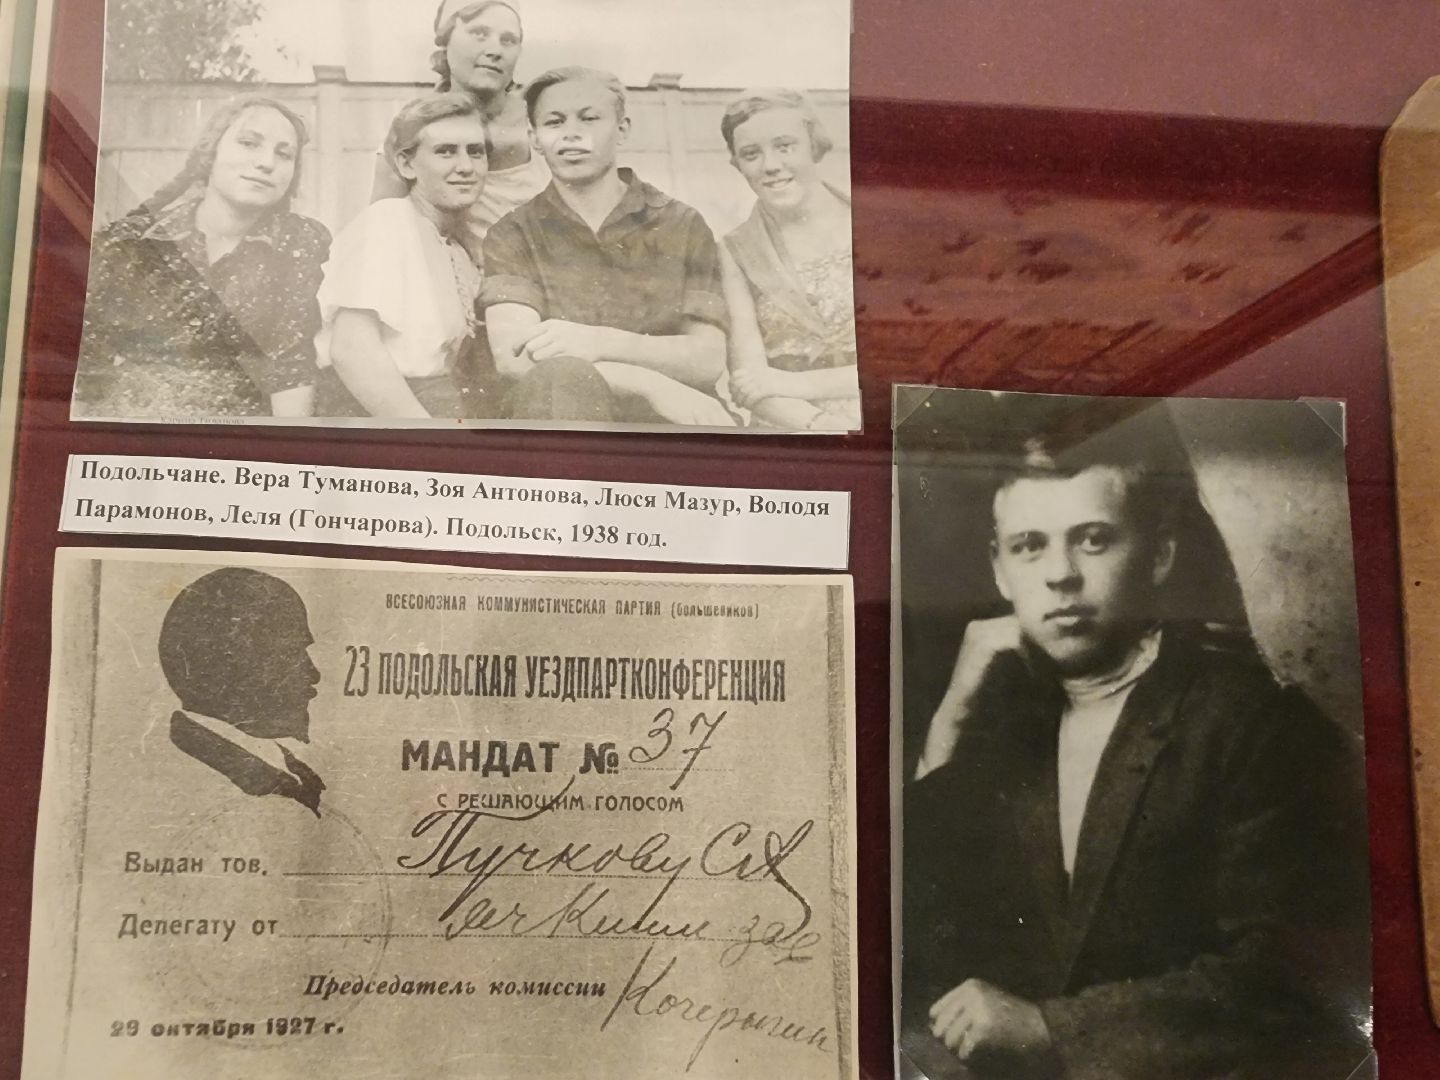 Подольчане. Вера Туманова, Зоя Антонова, Люся Мазур, Володя
Парамонов, Леля (Гончарова). Подольск, 1938 год.
ВСЕСОЮЗНАЯ КОММУНИСТИЧЕСКАЯ ПАРТИЯ (большевиков)
23 ПОДОЛЬСКАЯ УЕЗДПАРТКОНФЕРЕНЦИЯ
МАНДАТ № 37
С РЕШАЮЩИМ ГОЛОСОМ
Выдан тов. Пучкову
Делегату от яч
Председатель комиссии Кочерыгин
29 октября 1927 г.